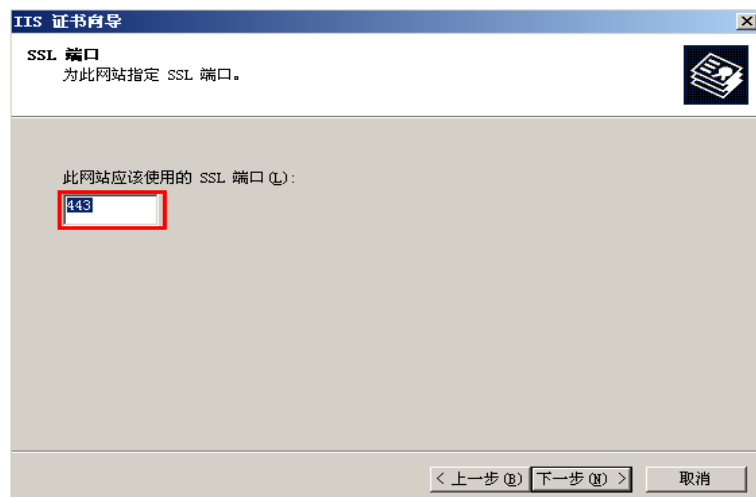 IIS 证书向导
SSL 端口
为此网站指定 SSL 端口。
此网站应该使用的 SSL 端口(L):
443
< 上一步(B) 下一步(N) > 取消